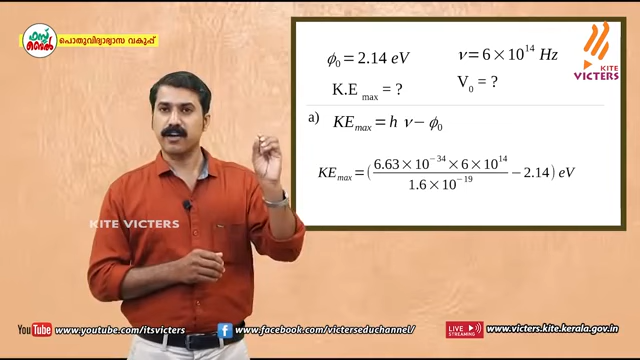 ഫസ്റ്റ്
ബെൽ
പൊതുവിദ്യാഭ്യാസ വകുപ്പ്
KITE
VICTERS
ϕ₀ = 2.14 eV
ν = 6×10¹⁴ Hz
K.E max = ?
V₀ = ?
a) KEmax = h ν − ϕ₀
KEmax = (6.63×10⁻³⁴×6×10¹⁴ / 1.6×10⁻¹⁹ − 2.14) eV
KITE VICTERS
YouTube www.youtube.com/itsvicters
f www.facebook.com/victerseduchannel/
LIVE STREAMING www.victers.kite.kerala.gov.in